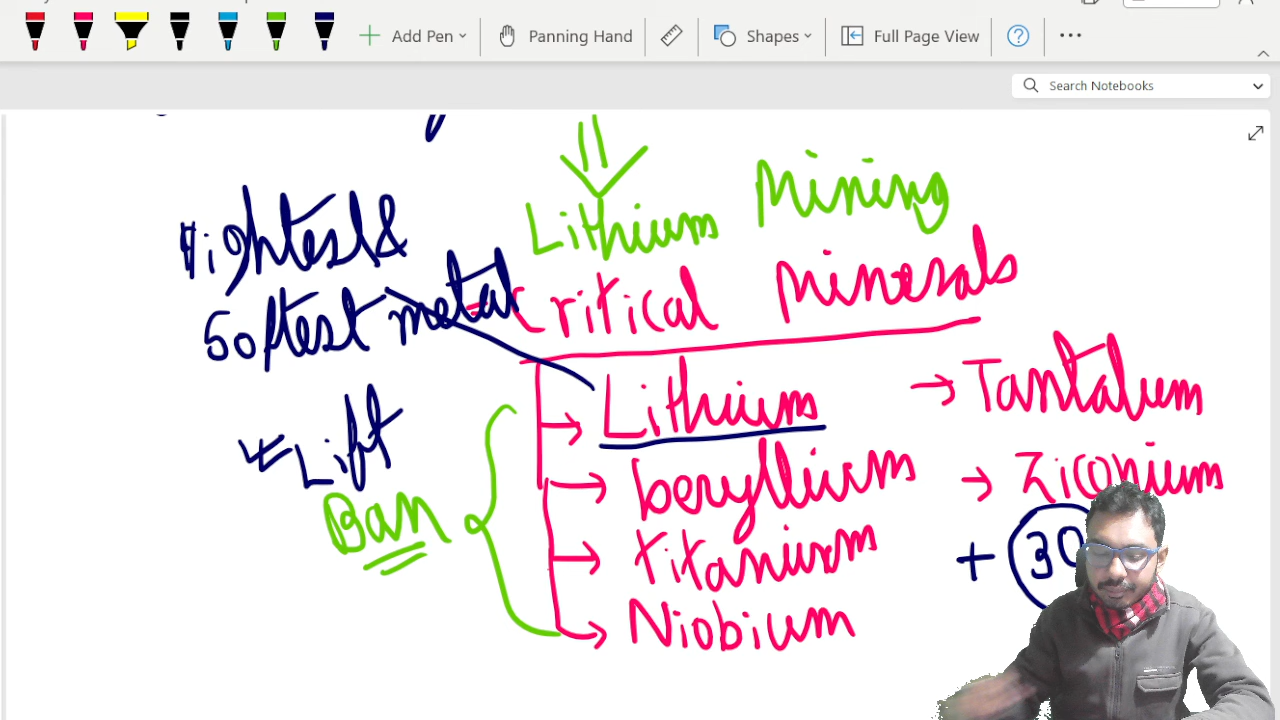 Add Pen
Panning Hand
Shapes
Full Page View
Search Notebooks
Lithium Mining
Lightest &
Softest metal
Critical Minerals
Lithium
→ Tantalum
Lift
Ban
beryllium
→ Ziconium
titanium
+ 30
Niobium